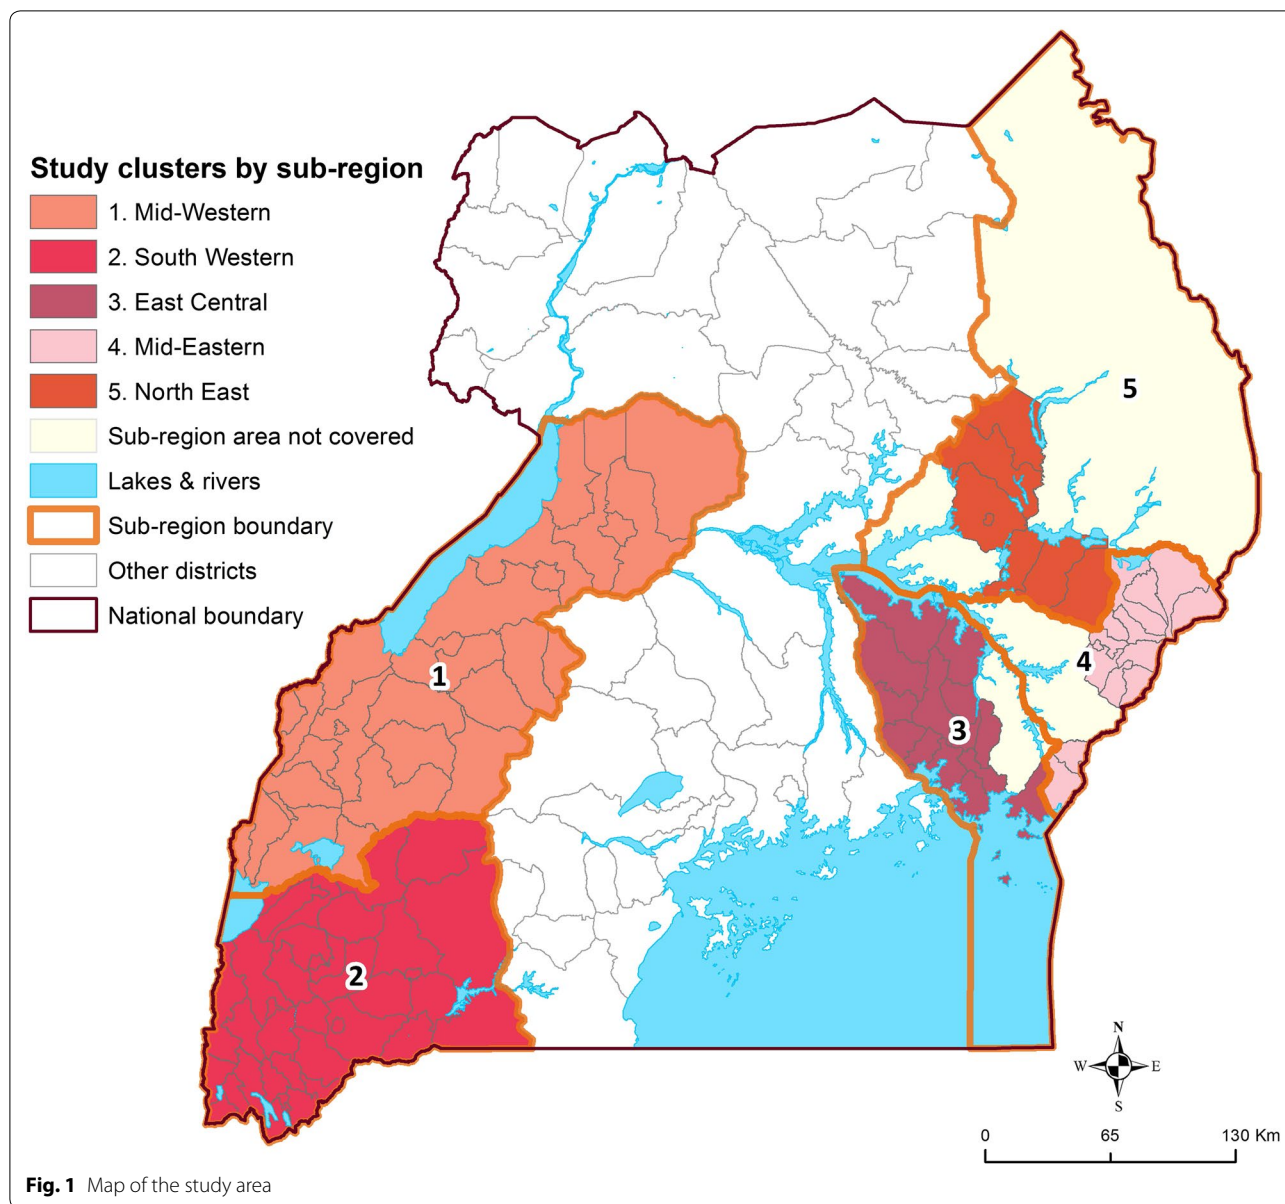 Study clusters by sub-region
1. Mid-Western
2. South Western
3. East Central
4. Mid-Eastern
5. North East
Sub-region area not covered
Lakes & rivers
Sub-region boundary
Other districts
National boundary
5
1
4
3
2
N
W E
S
0 65 130 Km
Fig. 1 Map of the study area